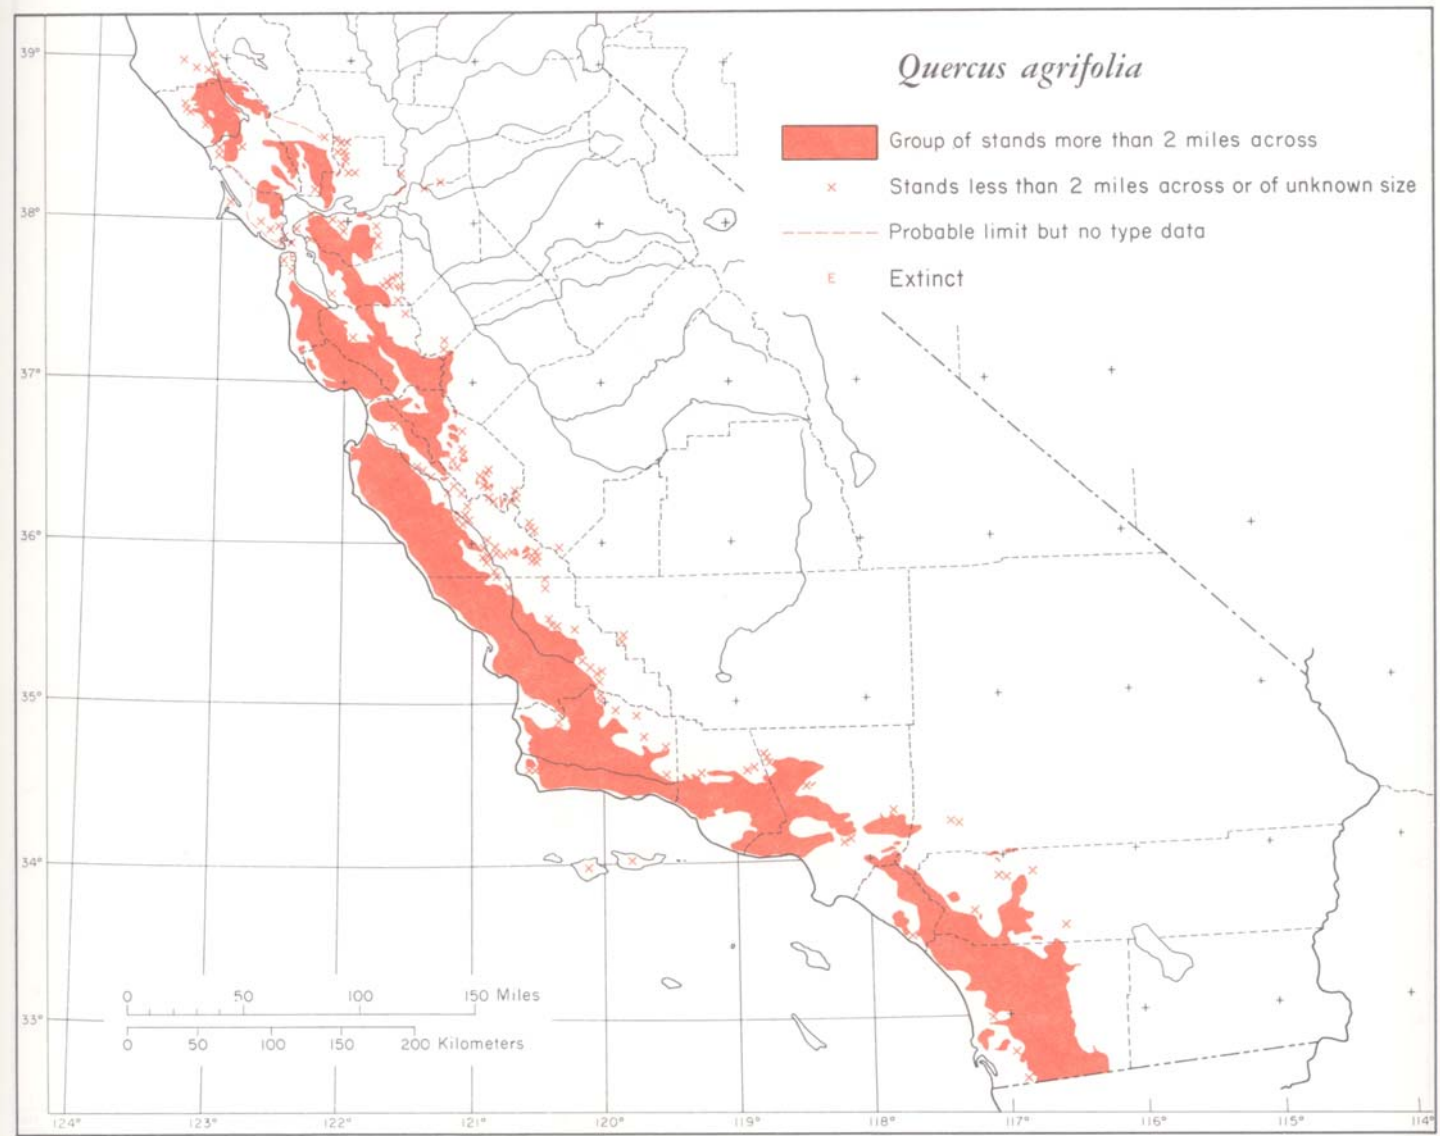 Quercus agrifolia
Group of stands more than 2 miles across
× Stands less than 2 miles across or of unknown size
Probable limit but no type data
E Extinct
39°
38°
37°
36°
35°
34°
33°
0 50 100 150 Miles
0 50 100 150 200 Kilometers
124° 123° 122° 121° 120° 119° 118° 117° 116° 115° 114°